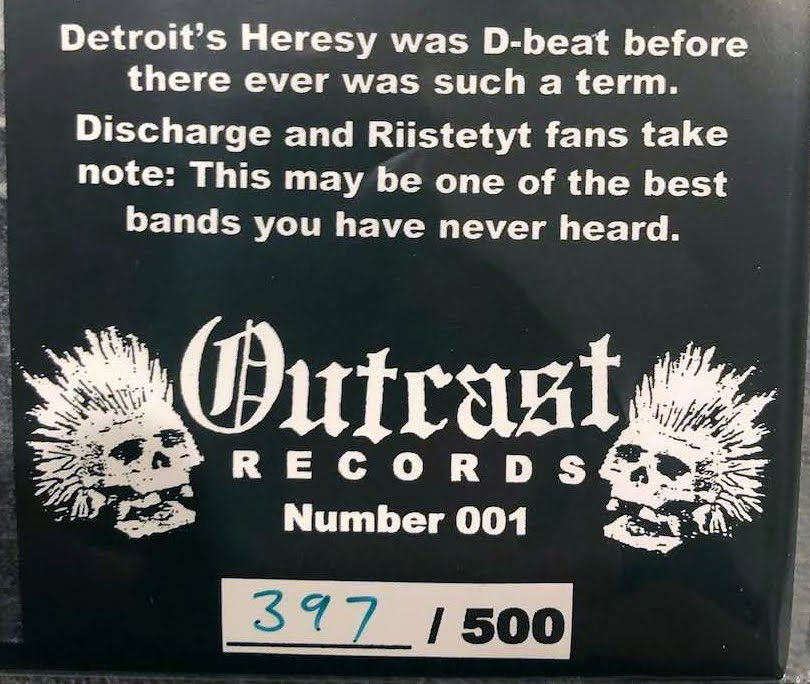 Detroit's Heresy was D-beat before
there ever was such a term.
Discharge and Riistetyt fans take
note: This may be one of the best
bands you have never heard.
Outcast
RECORDS
Number 001
397 / 500